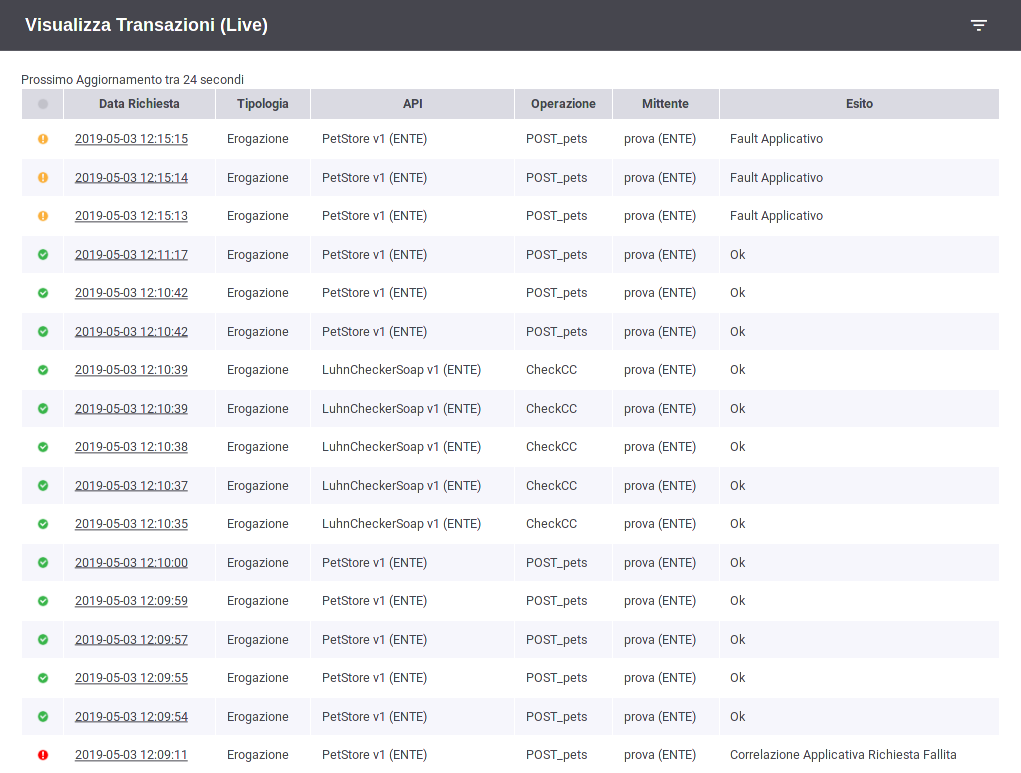 Visualizza Transazioni (Live)
Prossimo Aggiornamento tra 24 secondi
Data Richiesta Tipologia API Operazione Mittente Esito
2019-05-03 12:15:15 Erogazione PetStore v1 (ENTE) POST_pets prova (ENTE) Fault Applicativo
2019-05-03 12:15:14 Erogazione PetStore v1 (ENTE) POST_pets prova (ENTE) Fault Applicativo
2019-05-03 12:15:13 Erogazione PetStore v1 (ENTE) POST_pets prova (ENTE) Fault Applicativo
2019-05-03 12:11:17 Erogazione PetStore v1 (ENTE) POST_pets prova (ENTE) Ok
2019-05-03 12:10:42 Erogazione PetStore v1 (ENTE) POST_pets prova (ENTE) Ok
2019-05-03 12:10:42 Erogazione PetStore v1 (ENTE) POST_pets prova (ENTE) Ok
2019-05-03 12:10:39 Erogazione LuhnCheckerSoap v1 (ENTE) CheckCC prova (ENTE) Ok
2019-05-03 12:10:39 Erogazione LuhnCheckerSoap v1 (ENTE) CheckCC prova (ENTE) Ok
2019-05-03 12:10:38 Erogazione LuhnCheckerSoap v1 (ENTE) CheckCC prova (ENTE) Ok
2019-05-03 12:10:37 Erogazione LuhnCheckerSoap v1 (ENTE) CheckCC prova (ENTE) Ok
2019-05-03 12:10:35 Erogazione LuhnCheckerSoap v1 (ENTE) CheckCC prova (ENTE) Ok
2019-05-03 12:10:00 Erogazione PetStore v1 (ENTE) POST_pets prova (ENTE) Ok
2019-05-03 12:09:59 Erogazione PetStore v1 (ENTE) POST_pets prova (ENTE) Ok
2019-05-03 12:09:57 Erogazione PetStore v1 (ENTE) POST_pets prova (ENTE) Ok
2019-05-03 12:09:55 Erogazione PetStore v1 (ENTE) POST_pets prova (ENTE) Ok
2019-05-03 12:09:54 Erogazione PetStore v1 (ENTE) POST_pets prova (ENTE) Ok
2019-05-03 12:09:11 Erogazione PetStore v1 (ENTE) POST_pets prova (ENTE) Correlazione Applicativa Richiesta Fallita